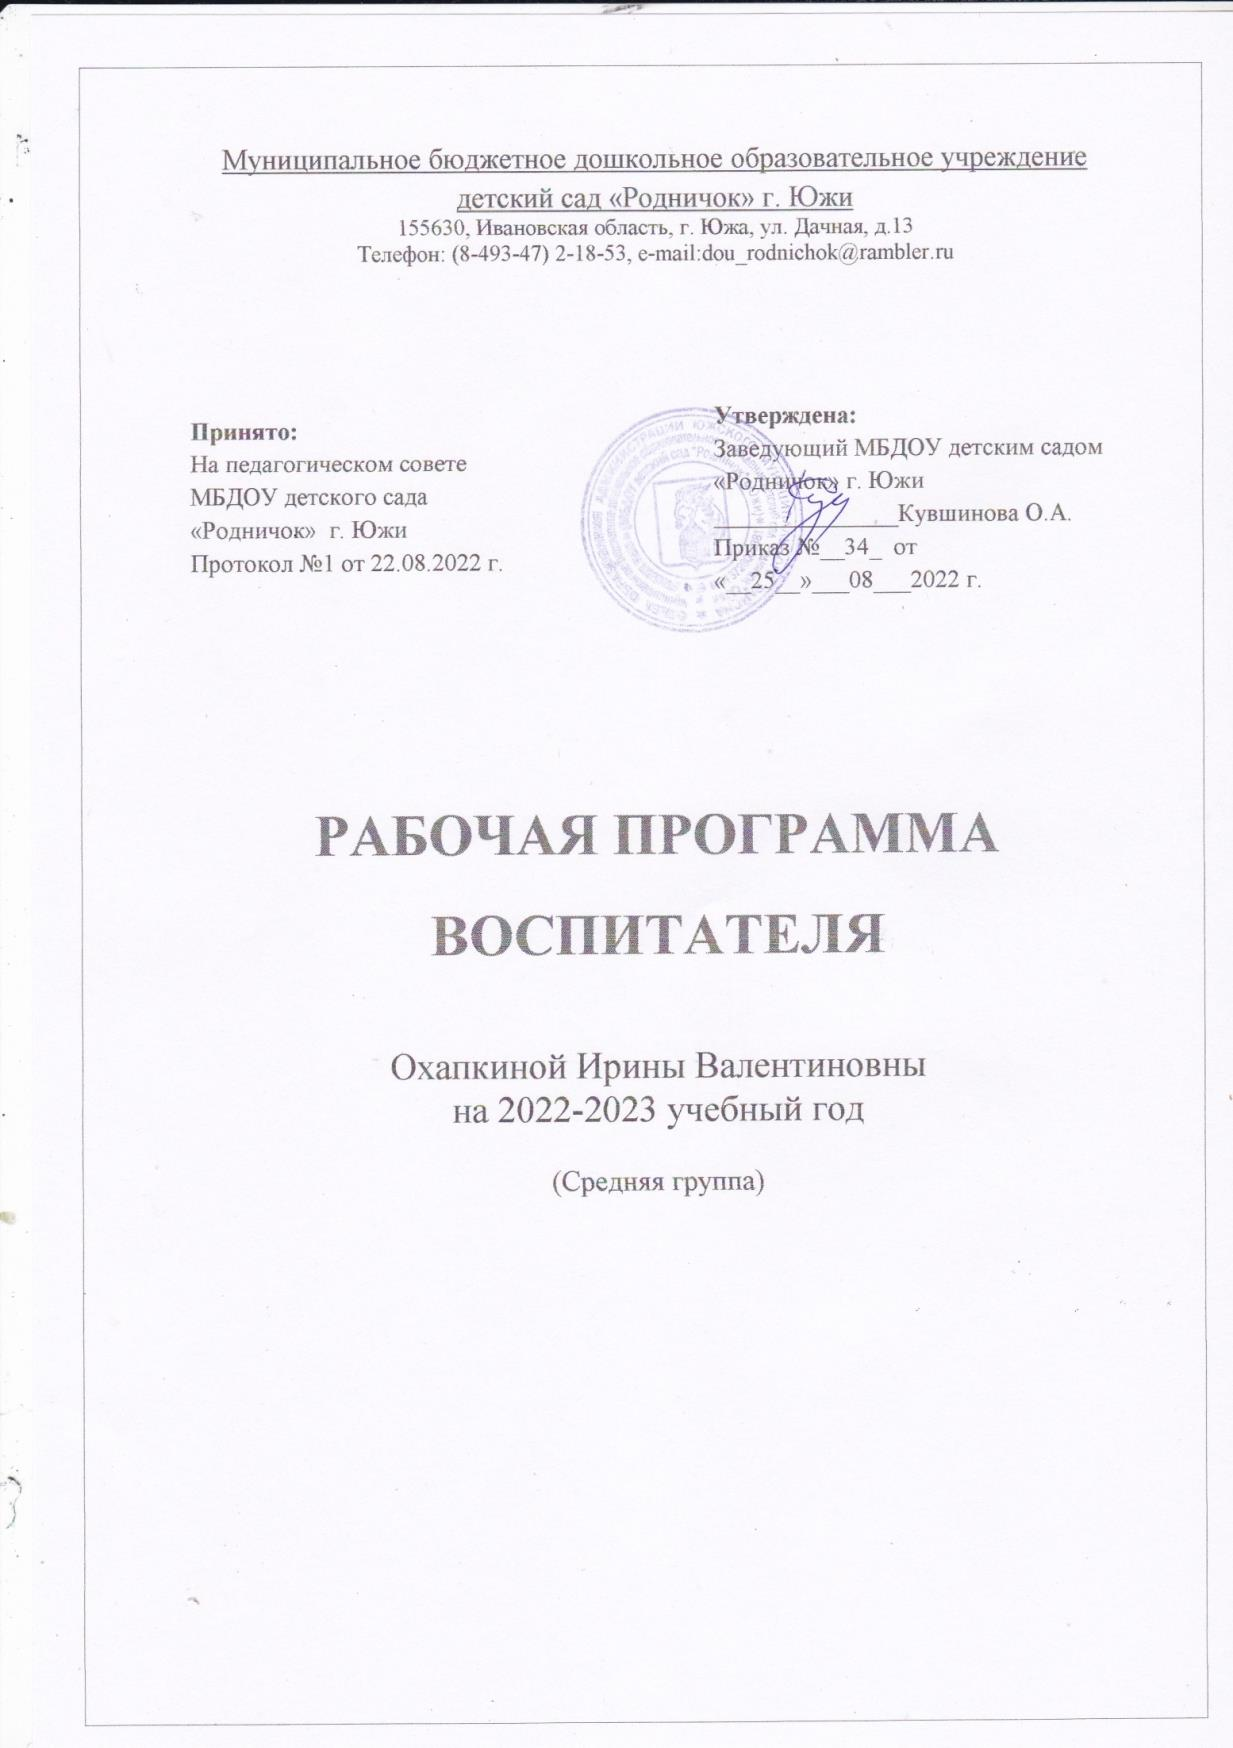 Муниципальное бюджетное дошкольное образовательное учреждение
детский сад «Родничок» г. Южи
155630, Ивановская область, г. Южа, ул. Дачная, д.13
Телефон: (8-493-47) 2-18-53, e-mail:dou_rodnichok@rambler.ru
Принято:
На педагогическом совете
МБДОУ детского сада
«Родничок»  г. Южи
Протокол №1 от 22.08.2022 г.
Утверждена:
Заведующий МБДОУ детским садом
«Родничок» г. Южи
_______________Кувшинова О.А.
Приказ №__34_ от
«__25__»___08___2022 г.
РАБОЧАЯ ПРОГРАММА
ВОСПИТАТЕЛЯ
Охапкиной Ирины Валентиновны
на 2022-2023 учебный год
(Средняя группа)